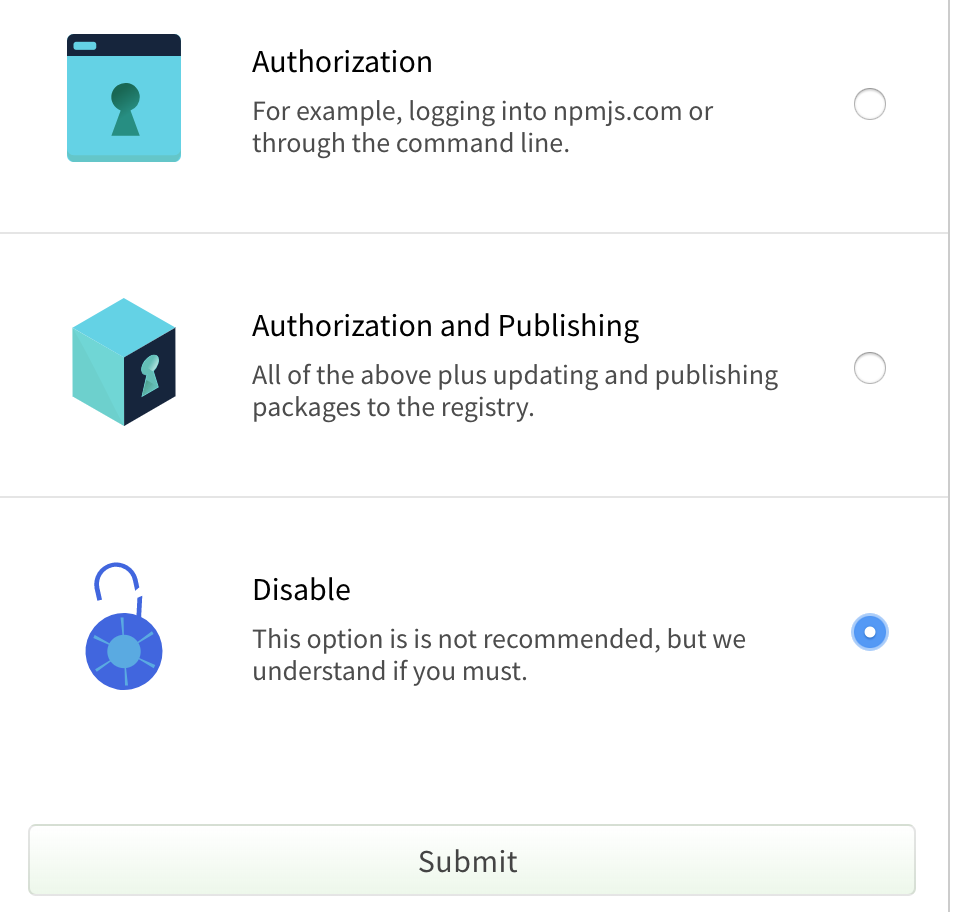 Authorization
For example, logging into npmjs.com or
through the command line.
Authorization and Publishing
All of the above plus updating and publishing
packages to the registry.
Disable
This option is is not recommended, but we
understand if you must.
Submit